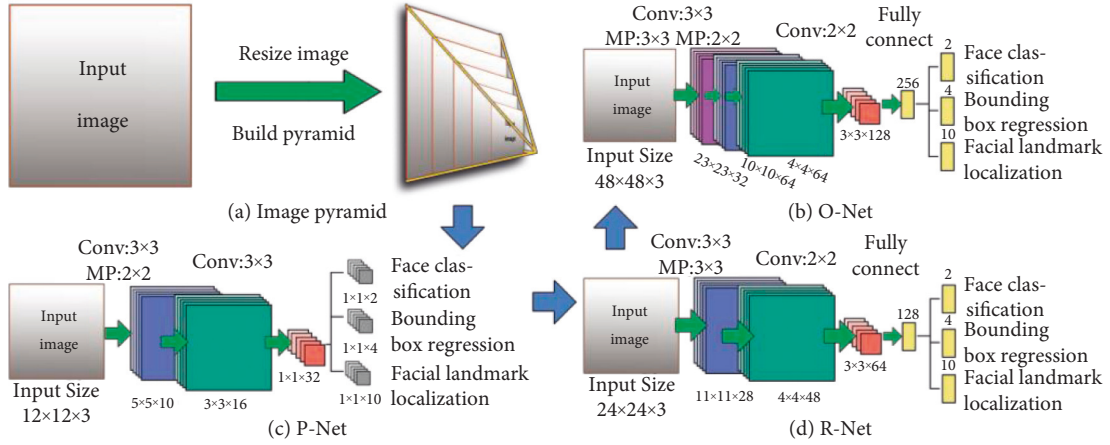 Input
image
Resize image
Build pyramid
image
(a) Image pyramid
Conv:3×3
MP:3×3 MP:2×2
Conv:2×2
Fully
connect
Input
image
Input Size
48×48×3
23×23×32
10×10×64
4×4×64
3×3×128
256
2
Face clas-
sification
4
Bounding
box regression
10
Facial landmark
localization
(b) O-Net
Conv:3×3
MP:2×2
Conv:3×3
Input
image
Input Size
12×12×3
5×5×10
3×3×16
1×1×32
1×1×2
Face clas-
sification
1×1×4
Bounding
box regression
1×1×10
Facial landmark
localization
(c) P-Net
Conv:3×3
MP:3×3
Conv:2×2
Fully
connect
Input
image
Input Size
24×24×3
11×11×28
4×4×48
3×3×64
128
2
Face clas-
sification
4
Bounding
box regression
10
Facial landmark
localization
(d) R-Net